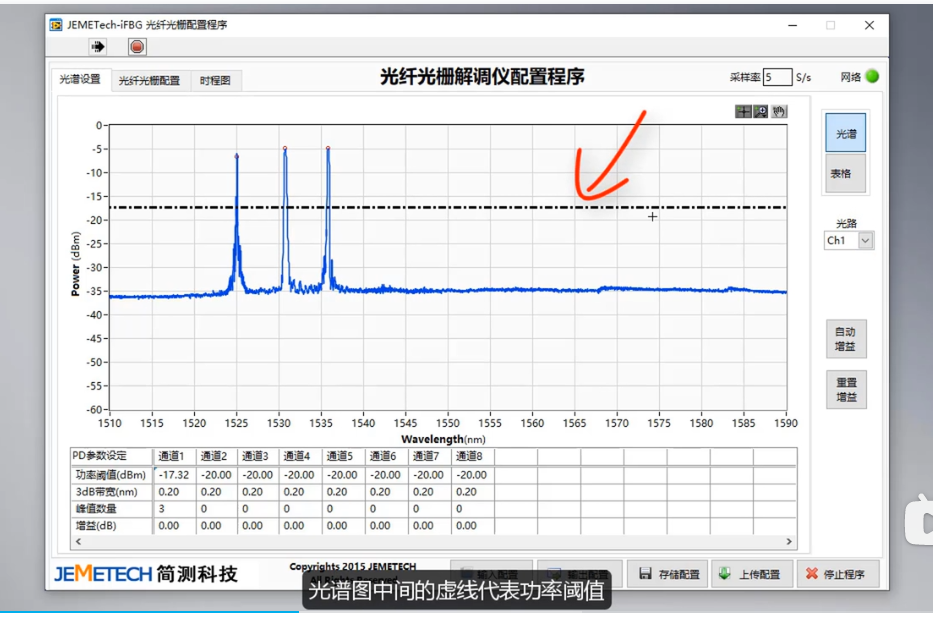 JEMETech-iFBG 光纤光栅配置程序
光谱设置 光纤光栅配置 时程图
光纤光栅解调仪配置程序
采样率 5 S/s 网络
光谱
表格
光路
Ch1
自动
增益
重置
增益
Power (dBm)
0
-5
-10
-15
-20
-25
-30
-35
-40
-45
-50
-55
-60
1510 1515 1520 1525 1530 1535 1540 1545 1550 1555 1560 1565 1570 1575 1580 1585 1590
Wavelength(nm)
PD参数设定 通道1 通道2 通道3 通道4 通道5 通道6 通道7 通道8
功率阈值(dBm) -17.32 -20.00 -20.00 -20.00 -20.00 -20.00 -20.00 -20.00
3dB带宽(nm) 0.20 0.20 0.20 0.20 0.20 0.20 0.20 0.20
峰值数量 3 0 0 0 0 0 0 0
增益(dB) 0.00 0.00 0.00 0.00 0.00 0.00 0.00 0.00
JEMETECH 简测科技
Copyrights 2015 JEMETECH
All Rights Reserved
输入配置 输出配置 存储配置 上传配置 停止程序
光谱图中间的虚线代表功率阈值